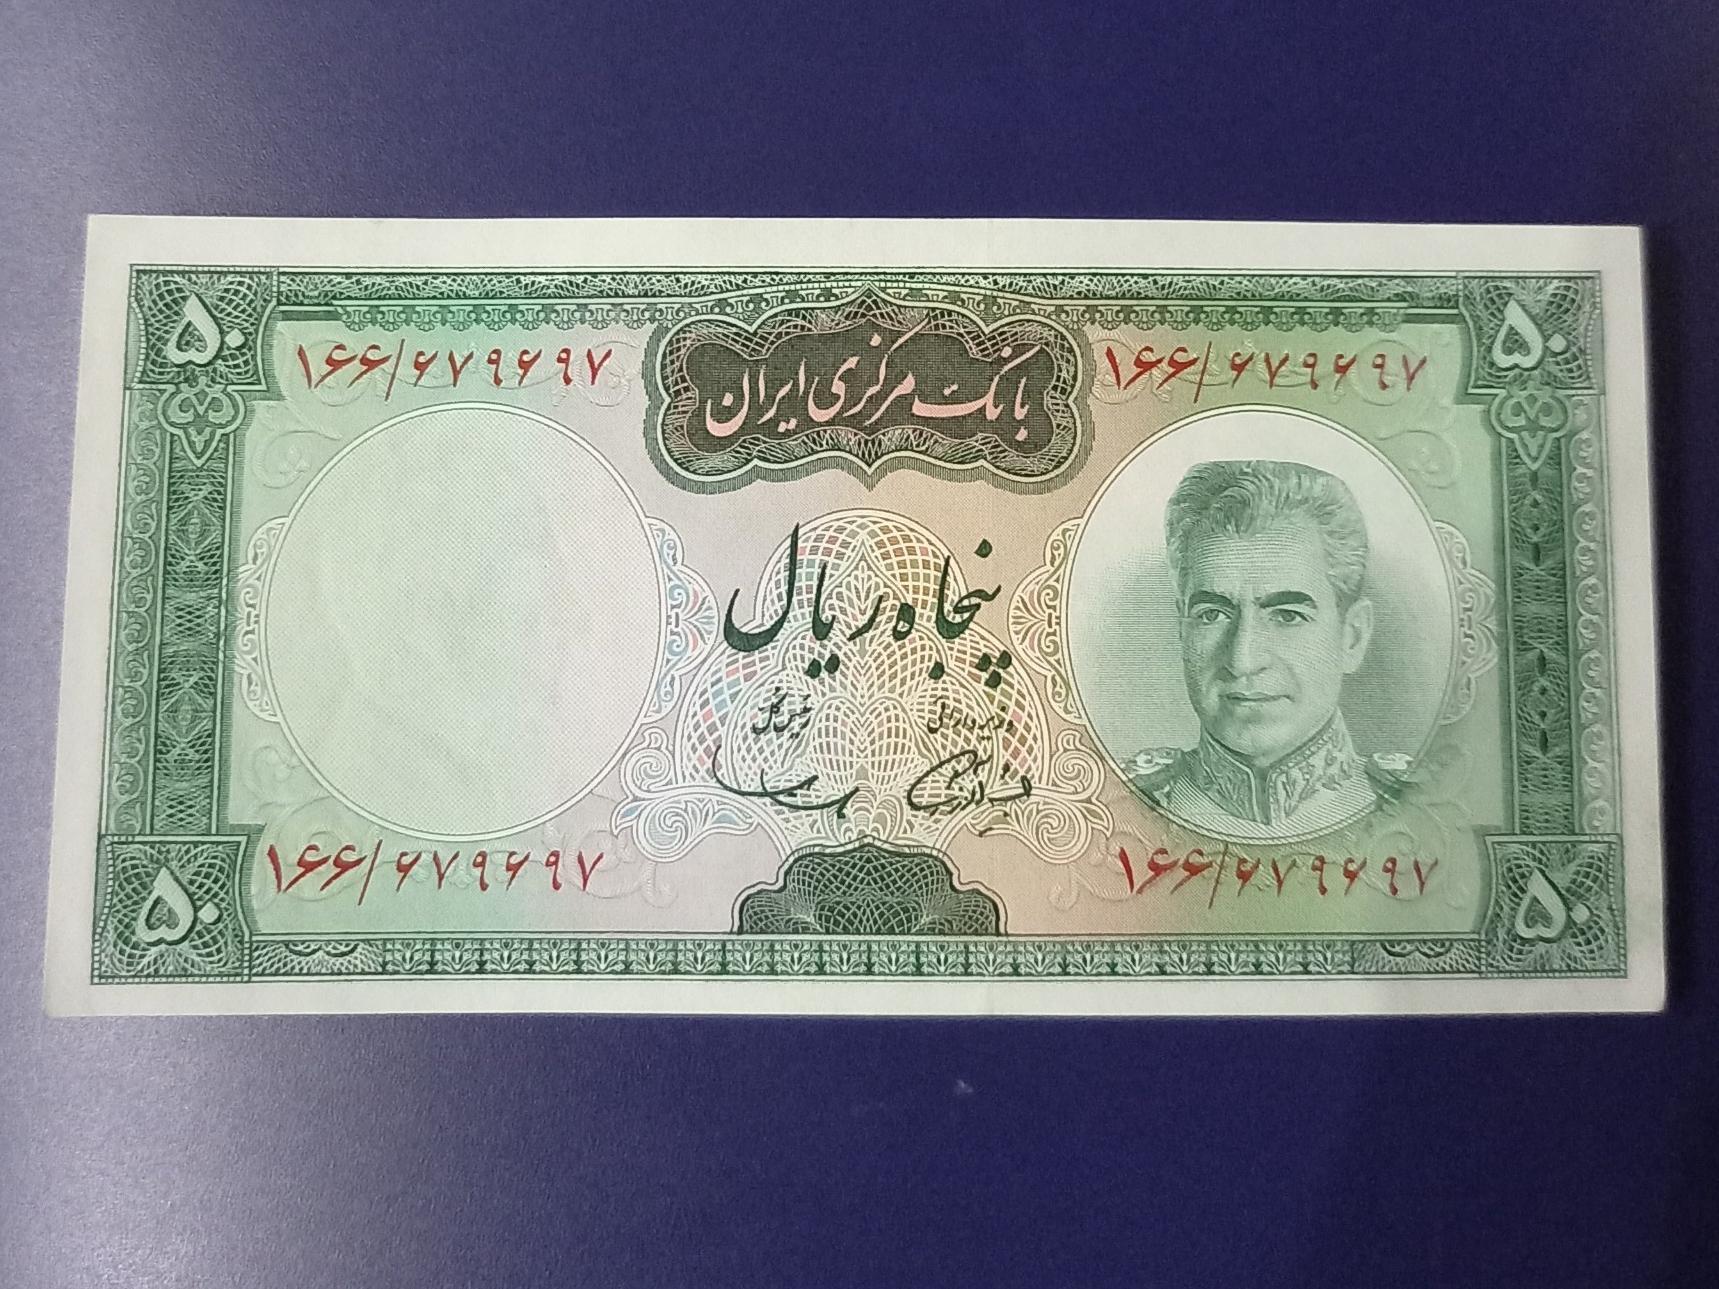 ۵۰ ۵۰
۱۶۶/۶۷۹۶۹۷ ۱۶۶/۶۷۹۶۹۷
بانک مرکزی ایران
پنجاه ریال
وزیر دارائی رئیس کل
۱۶۶/۶۷۹۶۹۷ ۱۶۶/۶۷۹۶۹۷
۵۰ ۵۰